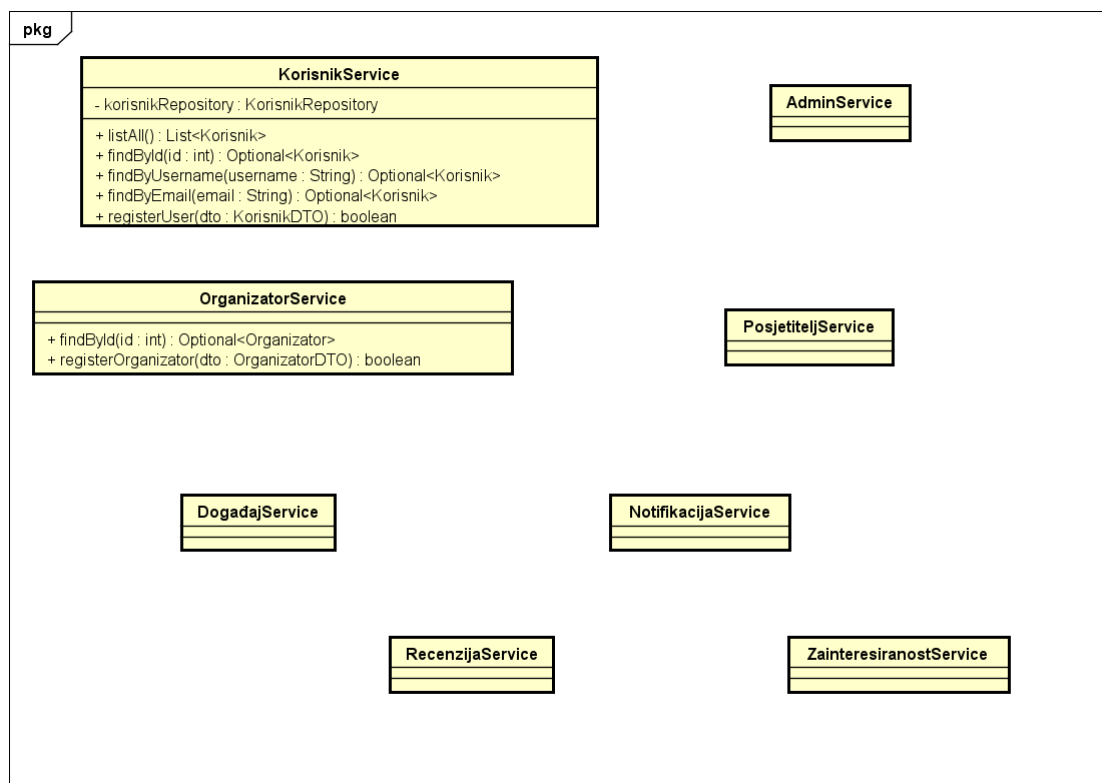 pkg
KorisnikService
- korisnikRepository : KorisnikRepository
+ listAll() : List<Korisnik>
+ findById(id : int) : Optional<Korisnik>
+ findByUsername(username : String) : Optional<Korisnik>
+ findByEmail(email : String) : Optional<Korisnik>
+ registerUser(dto : KorisnikDTO) : boolean
AdminService
OrganizatorService
+ findById(id : int) : Optional<Organizator>
+ registerOrganizator(dto : OrganizatorDTO) : boolean
PosjetiteljService
DogađajService
NotifikacijaService
RecenzijaService
ZainteresiranostService